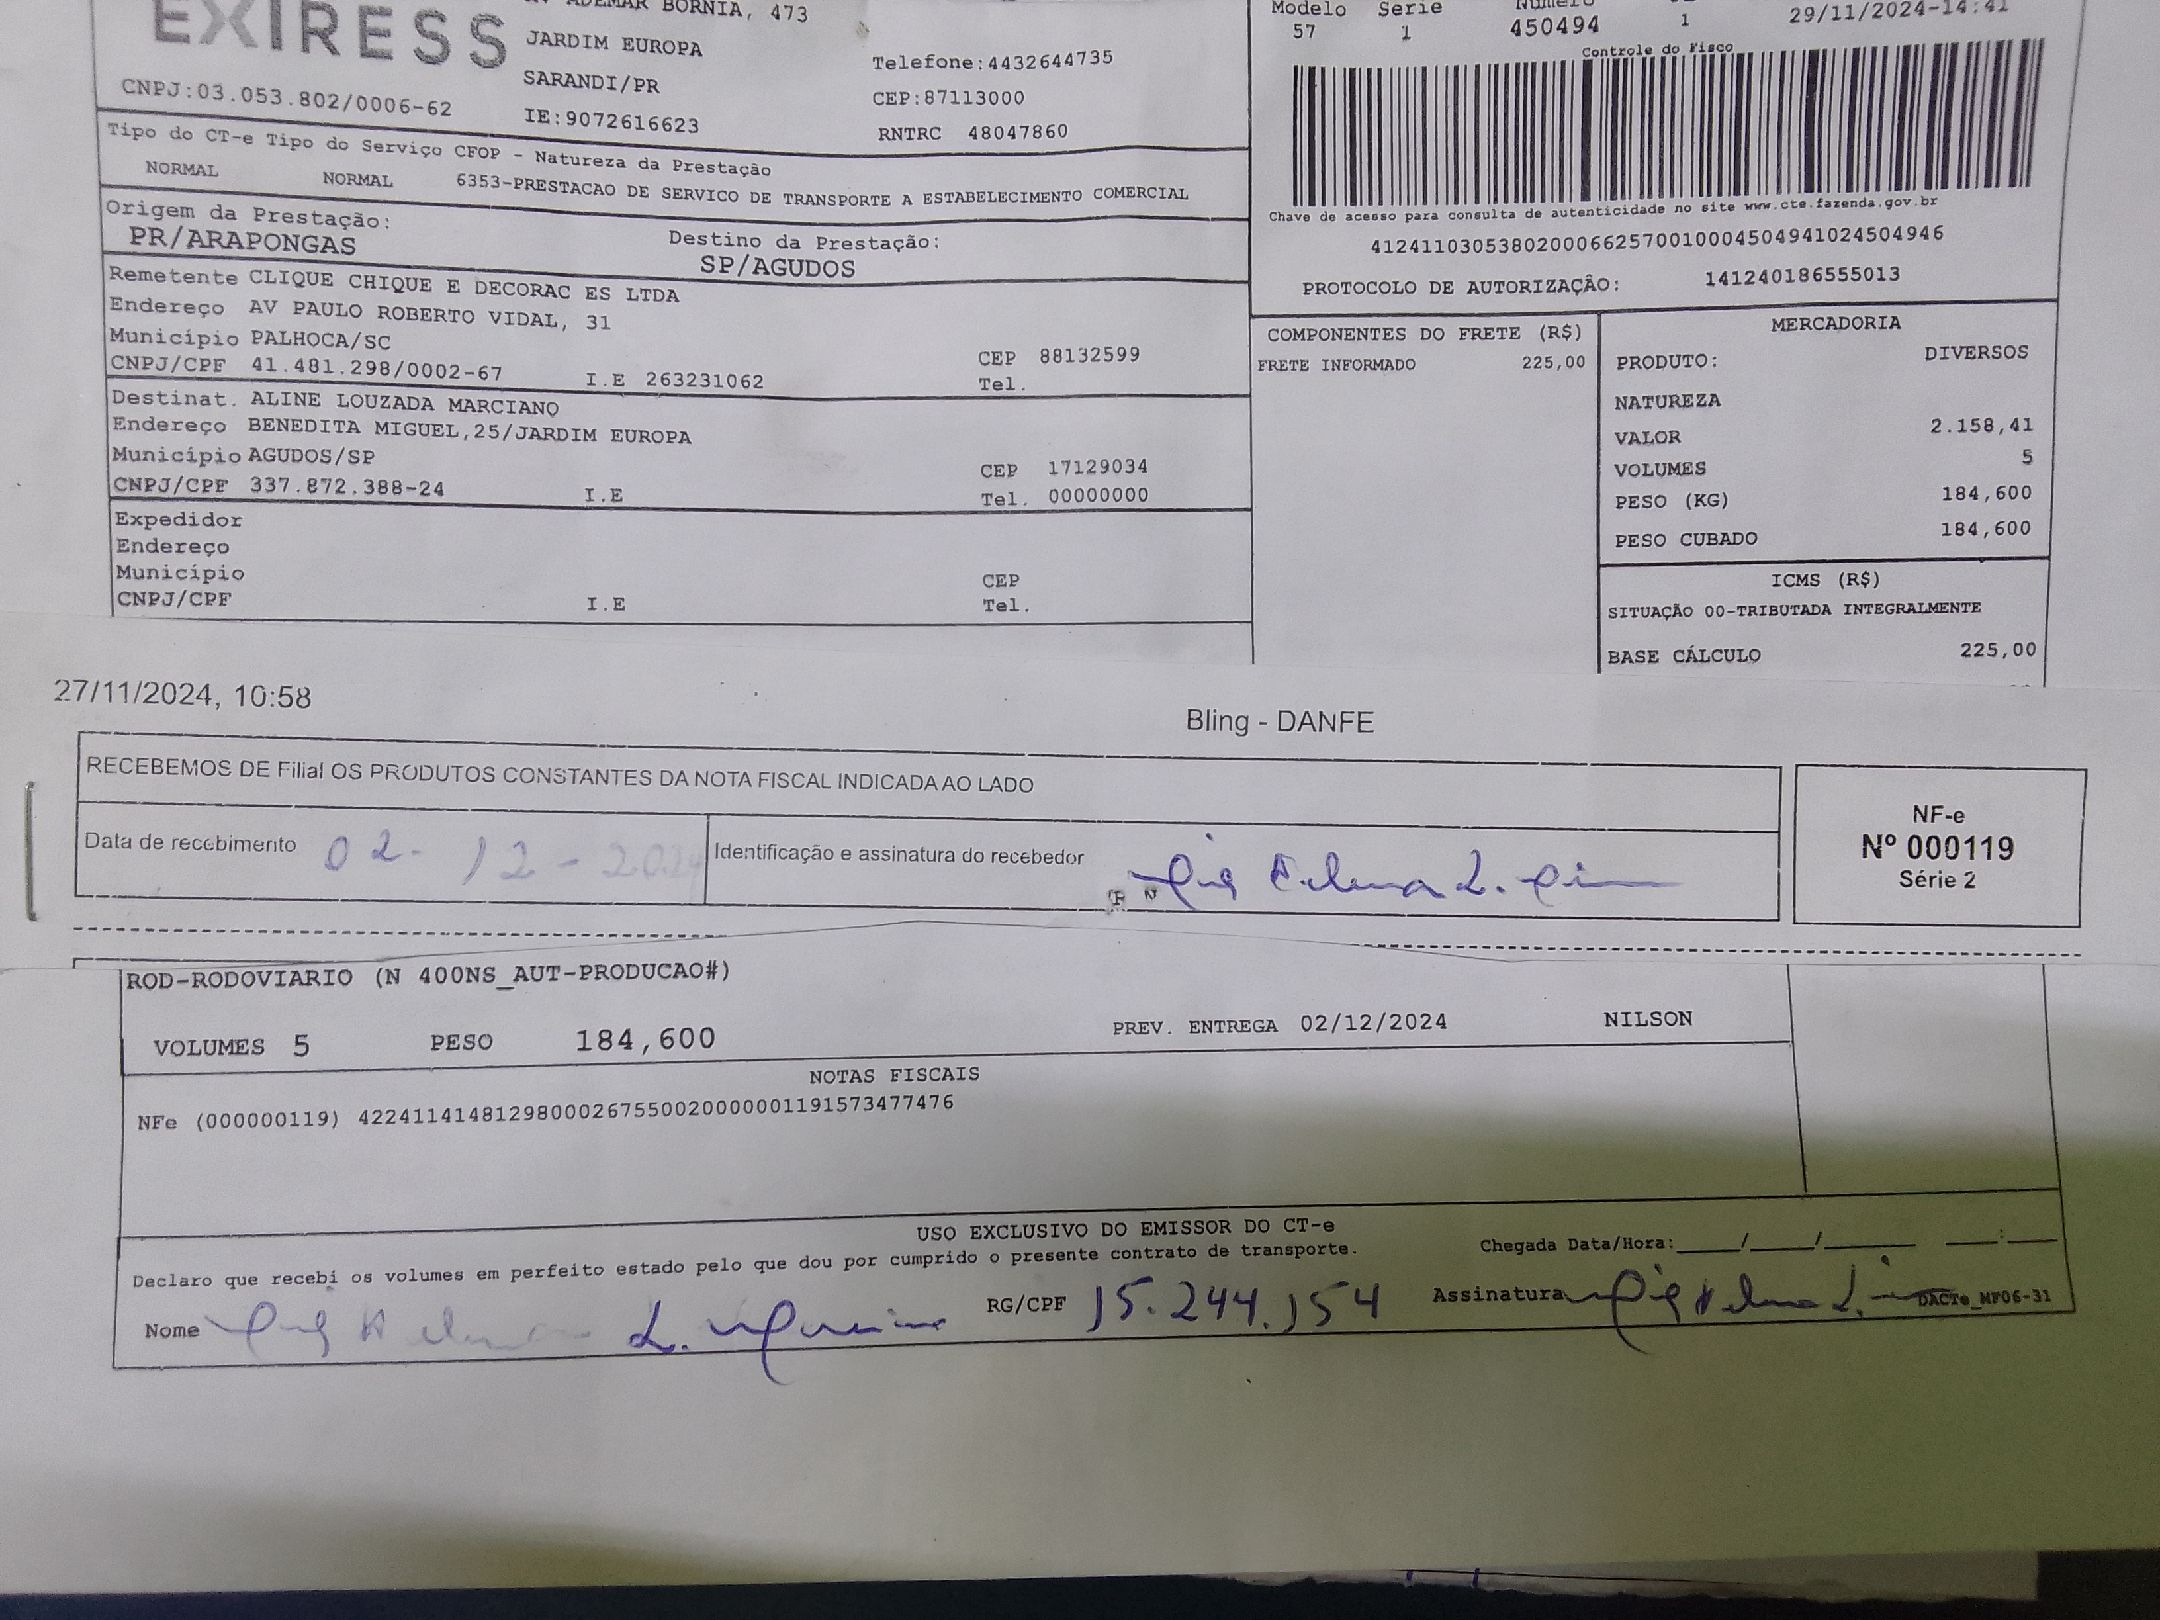 EXIRESS
ADEMAR BORNIA, 473
JARDIM EUROPA
SARANDI/PR
IE:9072616623
Telefone:4432644735
CEP:87113000
RNTRC 48047860
CNPJ:03.053.802/0006-62
Modelo Serie Numero
57 1 450494 1 29/11/2024-14:41
Controle do Fisco
Chave de acesso para consulta de autenticidade no site www.cte.fazenda.gov.br
41241103053802000662570010004504941024504946
PROTOCOLO DE AUTORIZAÇÃO: 141240186555013
Tipo do CT-e Tipo do Serviço CFOP - Natureza da Prestação
NORMAL NORMAL 6353-PRESTACAO DE SERVICO DE TRANSPORTE A ESTABELECIMENTO COMERCIAL
Origem da Prestação:
PR/ARAPONGAS
Destino da Prestação:
SP/AGUDOS
Remetente CLIQUE CHIQUE E DECORAC ES LTDA
Endereço AV PAULO ROBERTO VIDAL, 31
Município PALHOCA/SC
CEP 88132599
CNPJ/CPF 41.481.298/0002-67 I.E 263231062 Tel.
Destinat. ALINE LOUZADA MARCIANO
Endereço BENEDITA MIGUEL,25/JARDIM EUROPA
Município AGUDOS/SP CEP 17129034
CNPJ/CPF 337.872.388-24 I.E Tel. 00000000
Expedidor
Endereço
Município CEP
CNPJ/CPF I.E Tel.
COMPONENTES DO FRETE (R$)
FRETE INFORMADO 225,00
MERCADORIA
PRODUTO: DIVERSOS
NATUREZA
VALOR 2.158,41
VOLUMES 5
PESO (KG) 184,600
PESO CUBADO 184,600
ICMS (R$)
SITUAÇÃO 00-TRIBUTADA INTEGRALMENTE
BASE CÁLCULO 225,00
27/11/2024, 10:58
Bling - DANFE
RECEBEMOS DE Filial OS PRODUTOS CONSTANTES DA NOTA FISCAL INDICADA AO LADO
Data de recebimento 02-12-2024
Identificação e assinatura do recebedor
NF-e
Nº 000119
Série 2
ROD-RODOVIARIO (N 400NS_AUT-PRODUCAO#)
VOLUMES 5 PESO 184,600 PREV. ENTREGA 02/12/2024 NILSON
NOTAS FISCAIS
NFe (000000119) 42241141481298000267550020000001191573477476
USO EXCLUSIVO DO EMISSOR DO CT-e
Declaro que recebi os volumes em perfeito estado pelo que dou por cumprido o presente contrato de transporte.
Chegada Data/Hora:____/____/______ ___:___
Nome
RG/CPF 15.244.154
Assinatura
DACTe_MF06-31